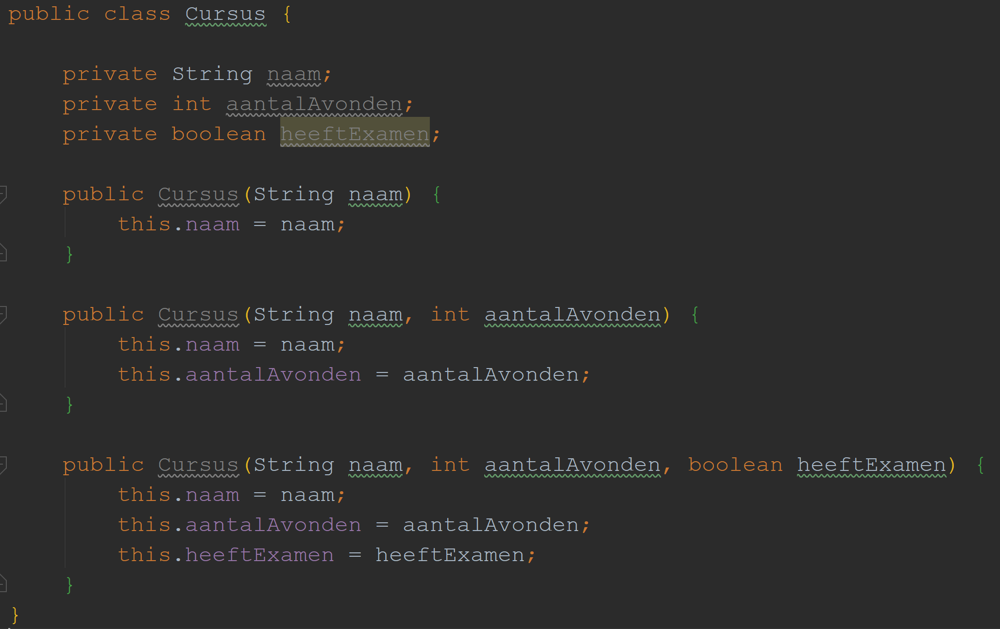 public class Cursus {
private String naam;
private int aantalAvonden;
private boolean heeftExamen;
public Cursus(String naam) {
this.naam = naam;
}
public Cursus(String naam, int aantalAvonden) {
this.naam = naam;
this.aantalAvonden = aantalAvonden;
}
public Cursus(String naam, int aantalAvonden, boolean heeftExamen) {
this.naam = naam;
this.aantalAvonden = aantalAvonden;
this.heeftExamen = heeftExamen;
}
}